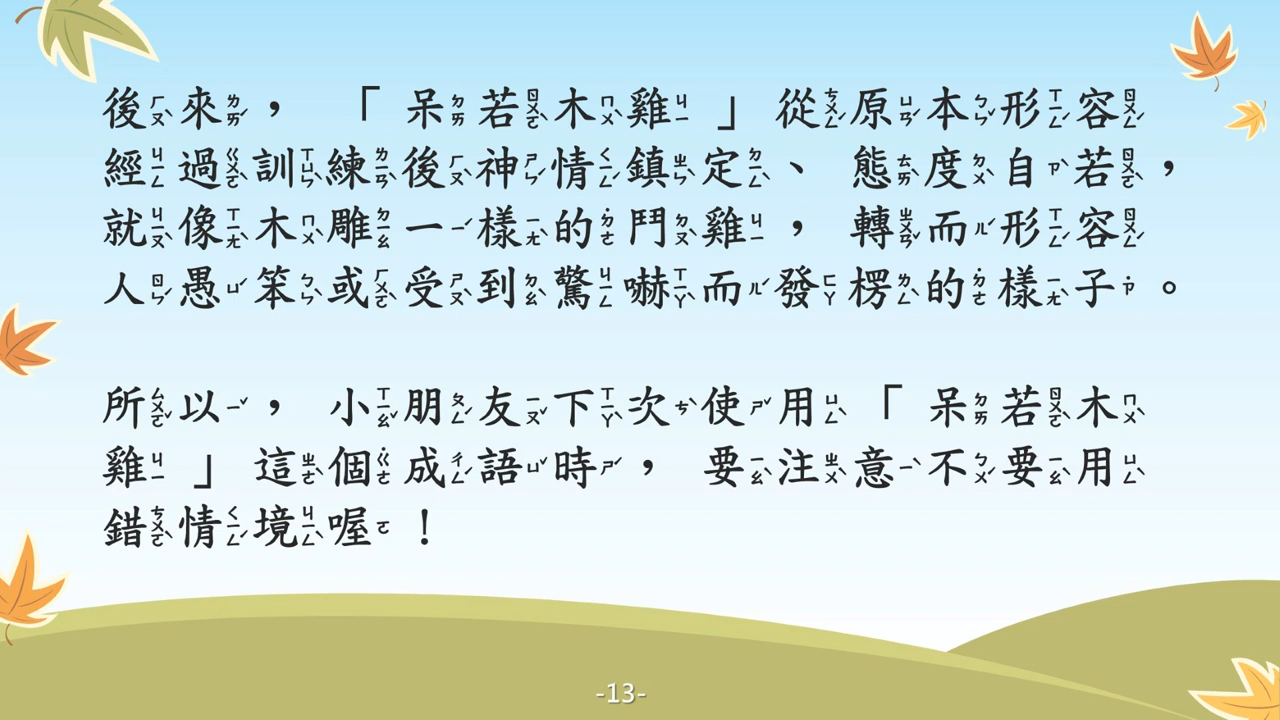 後來，「呆若木雞」從原本形容
經過訓練後神情鎮定、態度自若，
就像木雕一樣的鬥雞，轉而形容
人愚笨或受到驚嚇而發楞的樣子。
所以，小朋友下次使用「呆若木
雞」這個成語時，要注意不要用
錯情境喔！
-13-